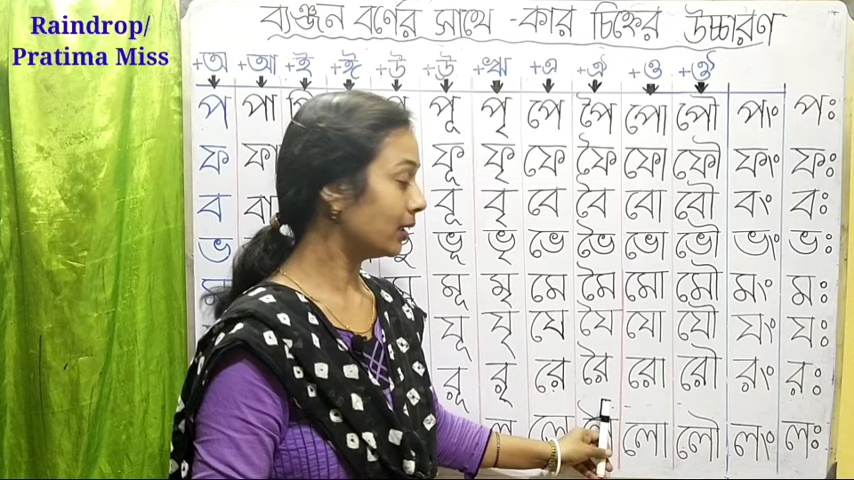 Raindrop/
Pratima Miss
ব্যঞ্জন বর্ণের সাথে -কার চিহ্নের উচ্চারণ
+অ +আ +ই +ঈ +উ +ঊ +ঋ +এ +ঐ +ও +ঔ
প পা পূ পৃ পে পৈ পো পৌ পং পঃ
ফ ফা ফূ ফৃ ফে ফৈ ফো ফৌ ফং ফঃ
ব বা বূ বৃ বে বৈ বো বৌ বং বঃ
ভ ভূ ভৃ ভে ভৈ ভো ভৌ ভং ভঃ
ম মূ মৃ মে মৈ মো মৌ মং মঃ
যূ যৃ যে যৈ যো যৌ যং যঃ
রূ রৃ রে রৈ রো রৌ রং রঃ
লে লো লৌ লং লঃ